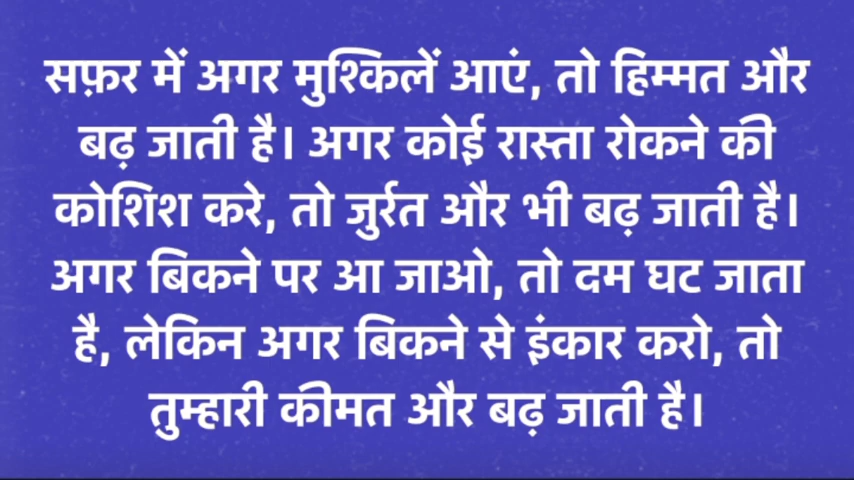 सफ़र में अगर मुश्किलें आएं, तो हिम्मत और
बढ़ जाती है। अगर कोई रास्ता रोकने की
कोशिश करे, तो जुर्रत और भी बढ़ जाती है।
अगर बिकने पर आ जाओ, तो दम घट जाता
है, लेकिन अगर बिकने से इंकार करो, तो
तुम्हारी कीमत और बढ़ जाती है।